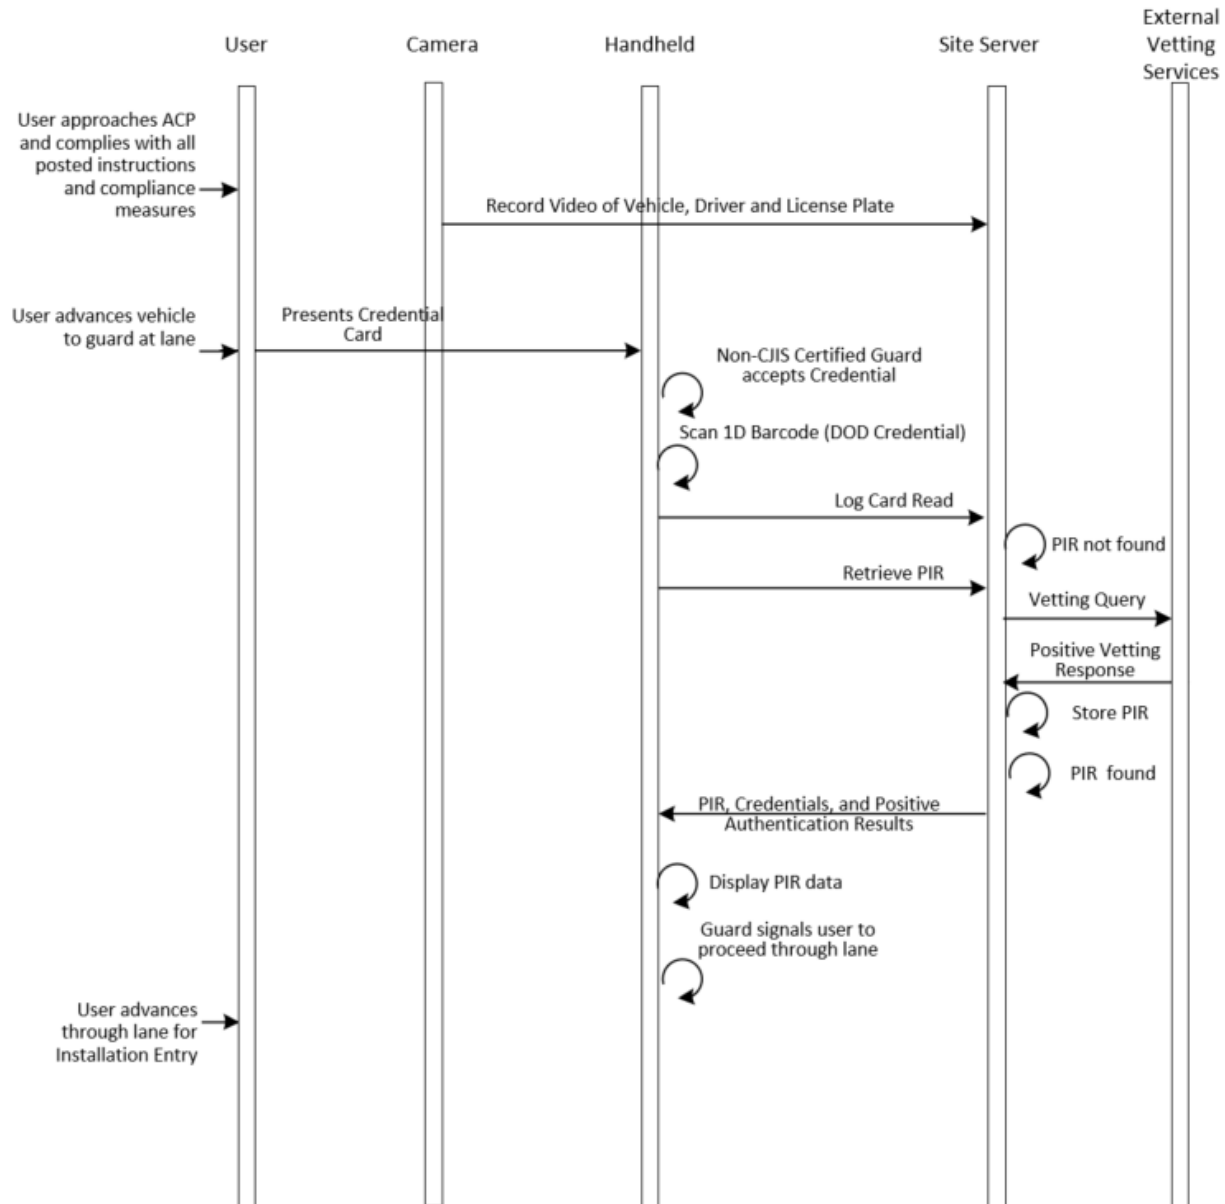 User
Camera
Handheld
Site Server
External
Vetting
Services
User approaches ACP
and complies with all
posted instructions
and compliance
measures
Record Video of Vehicle, Driver and License Plate
User advances vehicle
to guard at lane
Presents Credential
Card
Non-CJIS Certified Guard
accepts Credential
Scan 1D Barcode (DOD Credential)
Log Card Read
PIR not found
Retrieve PIR
Vetting Query
Positive Vetting
Response
Store PIR
PIR found
PIR, Credentials, and Positive
Authentication Results
Display PIR data
Guard signals user to
proceed through lane
User advances
through lane for
Installation Entry